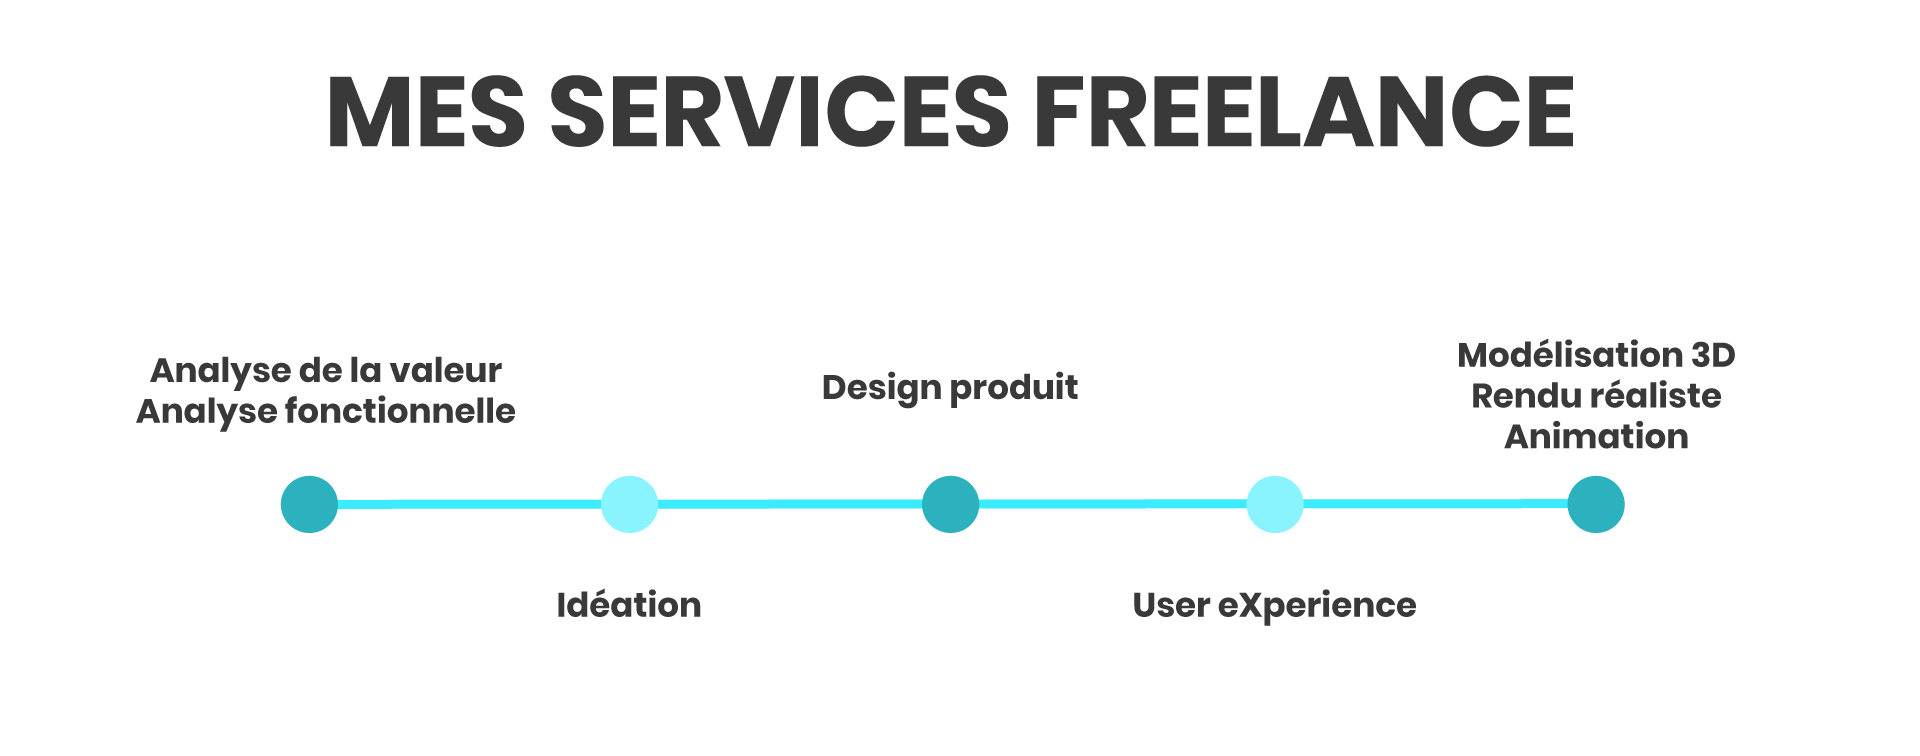 MES SERVICES FREELANCE
Analyse de la valeur
Analyse fonctionnelle
Idéation
Design produit
User eXperience
Modélisation 3D
Rendu réaliste
Animation